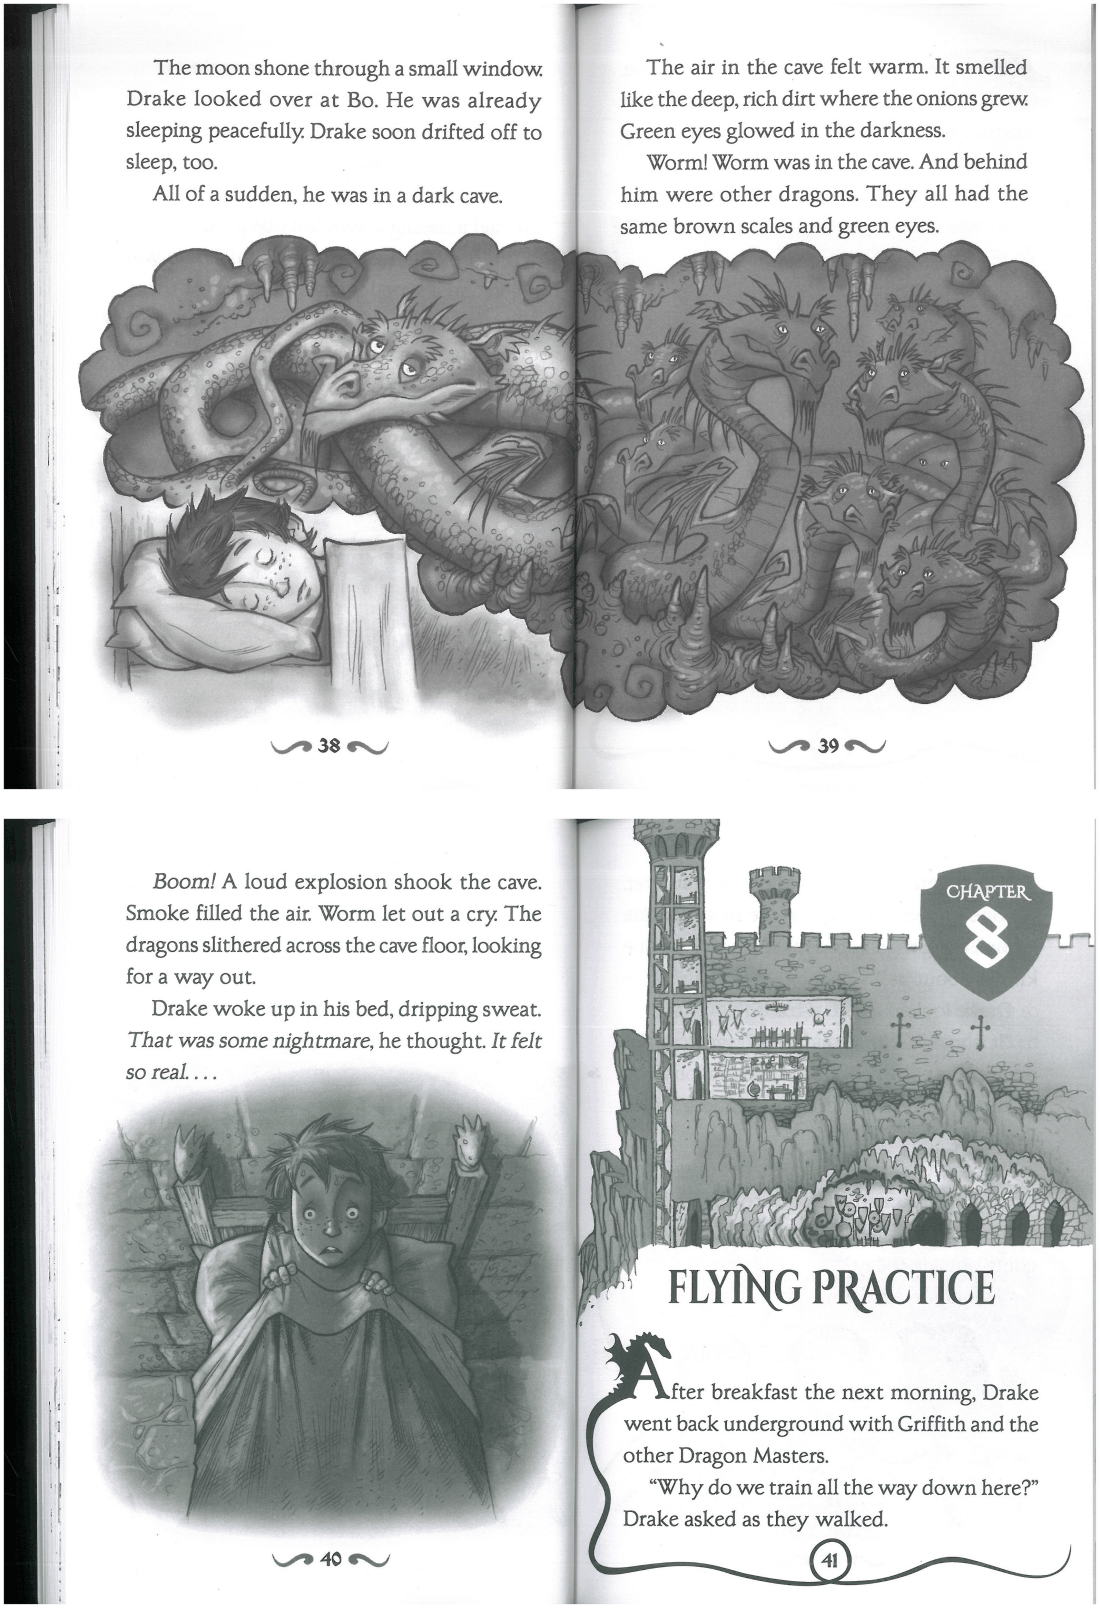 The moon shone through a small window.
Drake looked over at Bo. He was already
sleeping peacefully. Drake soon drifted off to
sleep, too.
All of a sudden, he was in a dark cave.
38
The air in the cave felt warm. It smelled
like the deep, rich dirt where the onions grew.
Green eyes glowed in the darkness.
Worm! Worm was in the cave. And behind
him were other dragons. They all had the
same brown scales and green eyes.
39
Boom! A loud explosion shook the cave.
Smoke filled the air. Worm let out a cry. The
dragons slithered across the cave floor, looking
for a way out.
Drake woke up in his bed, dripping sweat.
That was some nightmare, he thought. It felt
so real. . . .
40
CHAPTER
8
FLYING PRACTICE
After breakfast the next morning, Drake
went back underground with Griffith and the
other Dragon Masters.
“Why do we train all the way down here?”
Drake asked as they walked.
41